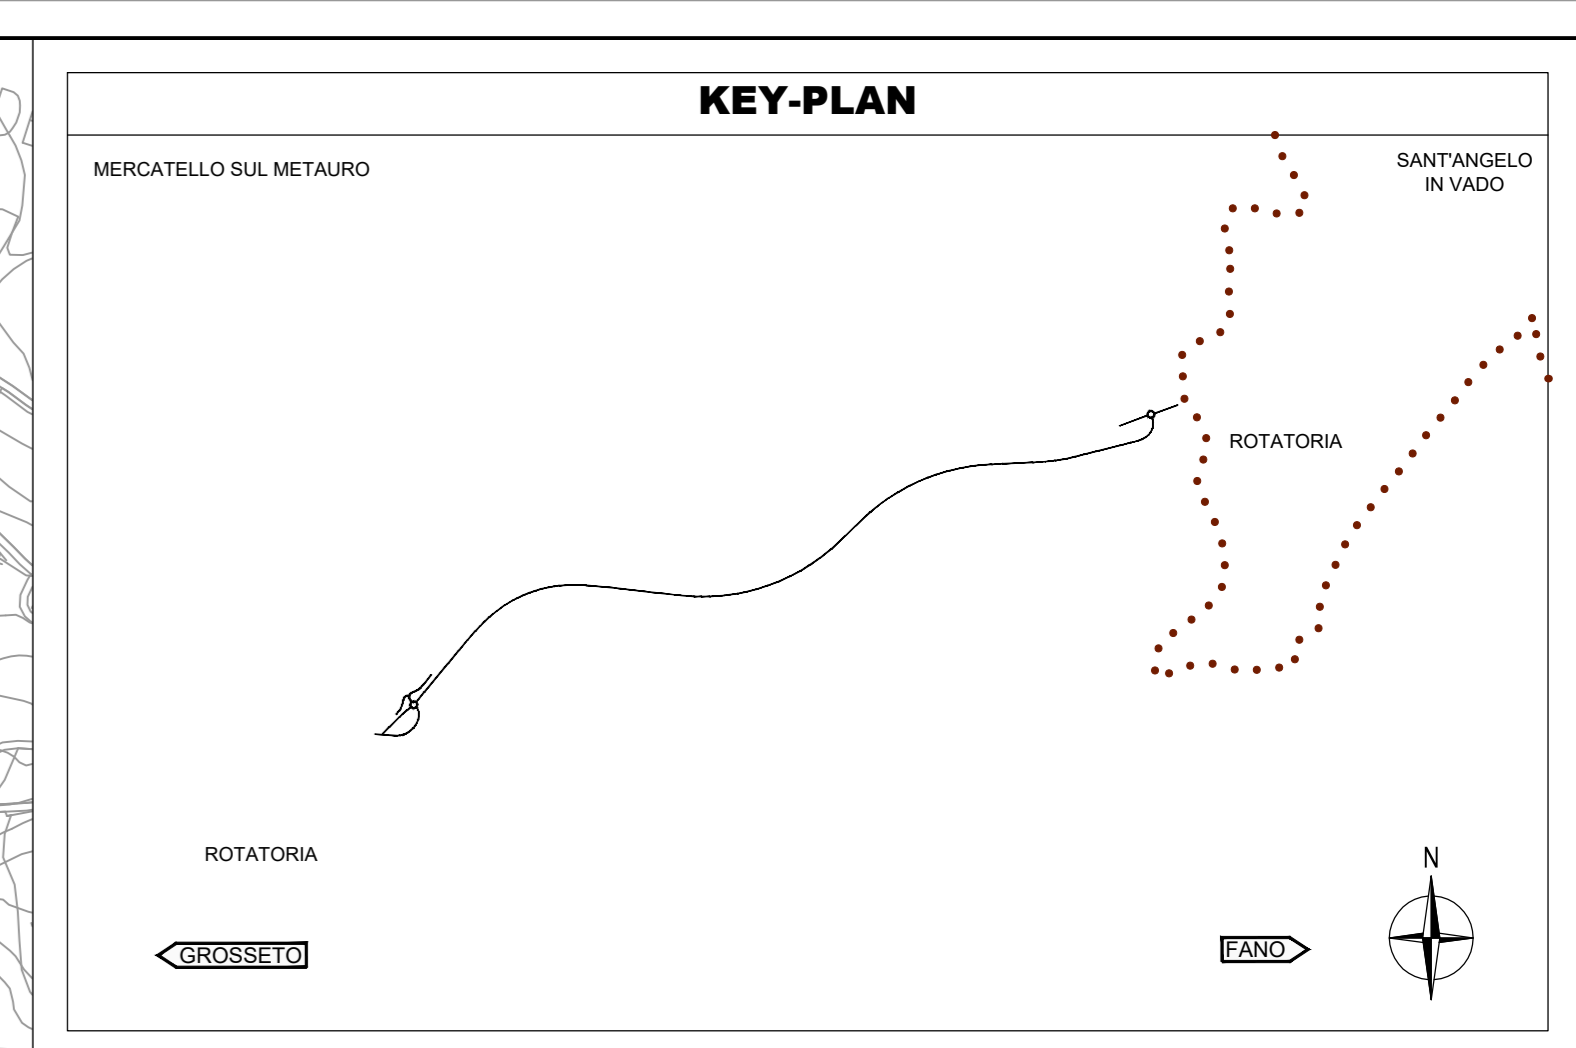 KEY-PLAN
MERCATELLO SUL METAURO
SANT'ANGELO
IN VADO
ROTATORIA
ROTATORIA
N
GROSSETO
FANO